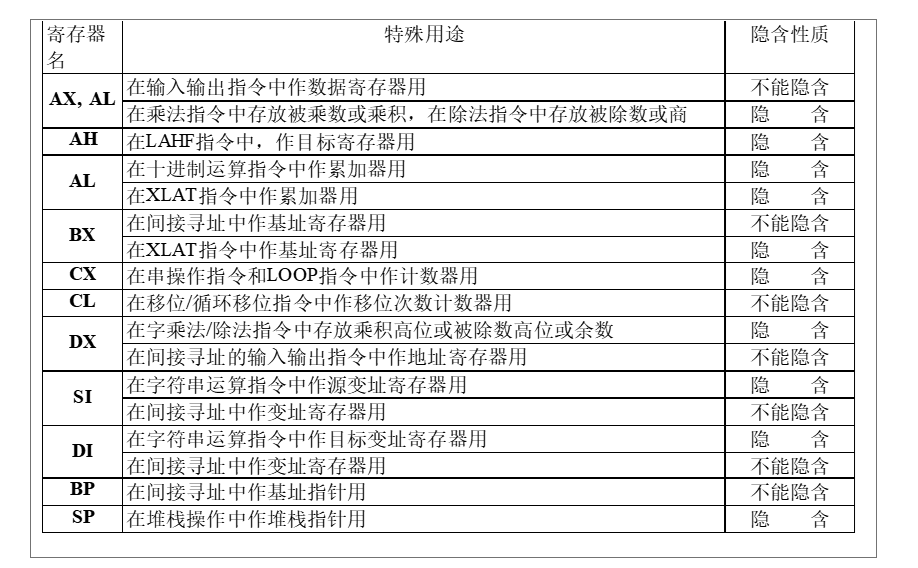 寄存器名 特殊用途 隐含性质
AX, AL 在输入输出指令中作数据寄存器用 不能隐含
在乘法指令中存放被乘数或乘积，在除法指令中存放被除数或商 隐 含
AH 在LAHF指令中，作目标寄存器用 隐 含
AL 在十进制运算指令中作累加器用 隐 含
在XLAT指令中作累加器用 隐 含
BX 在间接寻址中作基址寄存器用 不能隐含
在XLAT指令中作基址寄存器用 隐 含
CX 在串操作指令和LOOP指令中作计数器用 隐 含
CL 在移位/循环移位指令中作移位次数计数器用 不能隐含
DX 在字乘法/除法指令中存放乘积高位或被除数高位或余数 隐 含
在间接寻址的输入输出指令中作地址寄存器用 不能隐含
SI 在字符串运算指令中作源变址寄存器用 隐 含
在间接寻址中作变址寄存器用 不能隐含
DI 在字符串运算指令中作目标变址寄存器用 隐 含
在间接寻址中作变址寄存器用 不能隐含
BP 在间接寻址中作基址指针用 不能隐含
SP 在堆栈操作中作堆栈指针用 隐 含